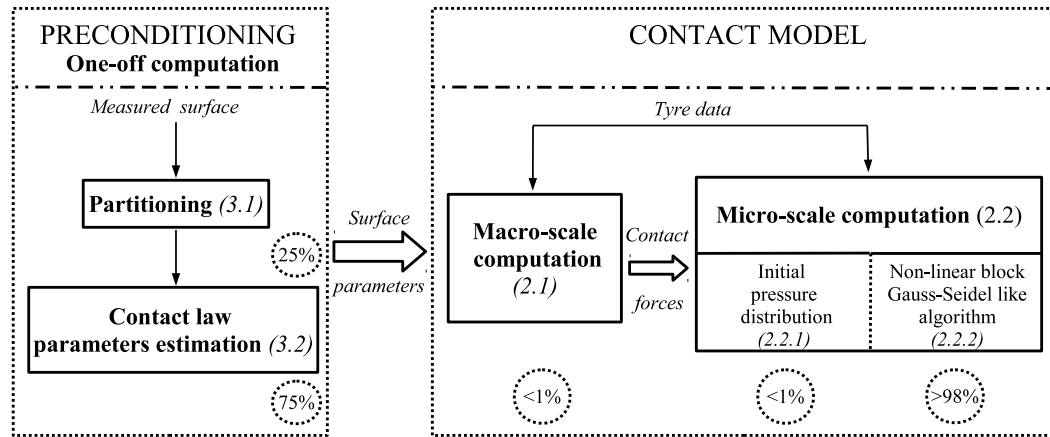 PRECONDITIONING
One-off computation
Measured surface
Partitioning (3.1)
25%
Contact law
parameters estimation (3.2)
75%
Surface
parameters
CONTACT MODEL
Tyre data
Macro-scale
computation
(2.1)
<1%
Contact
forces
Micro-scale computation (2.2)
Initial
pressure
distribution
(2.2.1)
<1%
Non-linear block
Gauss-Seidel like
algorithm
(2.2.2)
>98%